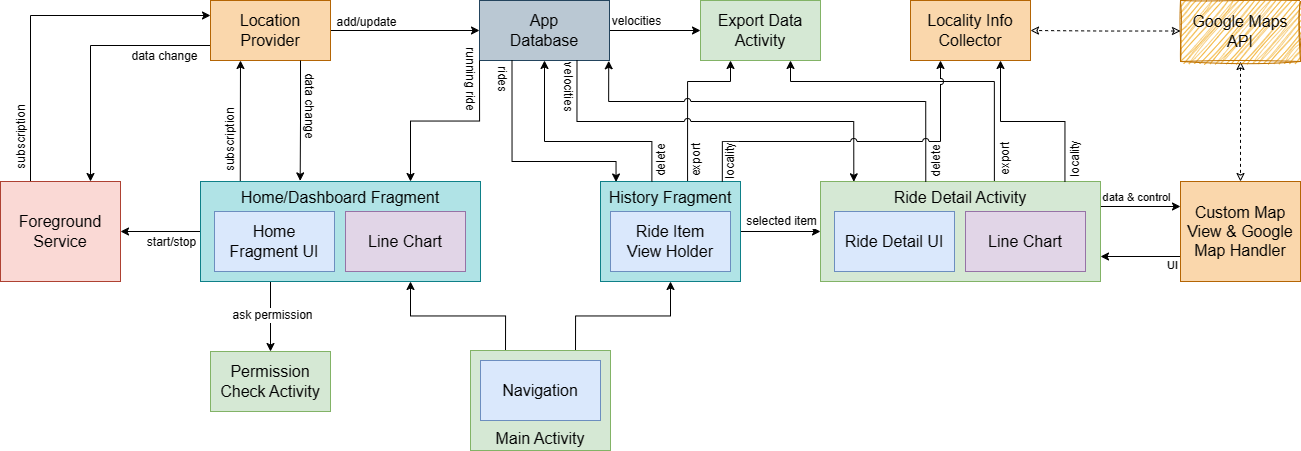 Location
Provider
add/update
App
Database
velocities
Export Data
Activity
Locality Info
Collector
Google Maps
API
data change
subscription
subscription
data change
running ride
rides
velocities
delete
export
locality
delete
export
locality
Foreground
Service
start/stop
Home/Dashboard Fragment
Home
Fragment UI
Line Chart
History Fragment
Ride Item
View Holder
selected item
Ride Detail Activity
Ride Detail UI
Line Chart
data & control
UI
Custom Map
View & Google
Map Handler
ask permission
Permission
Check Activity
Navigation
Main Activity